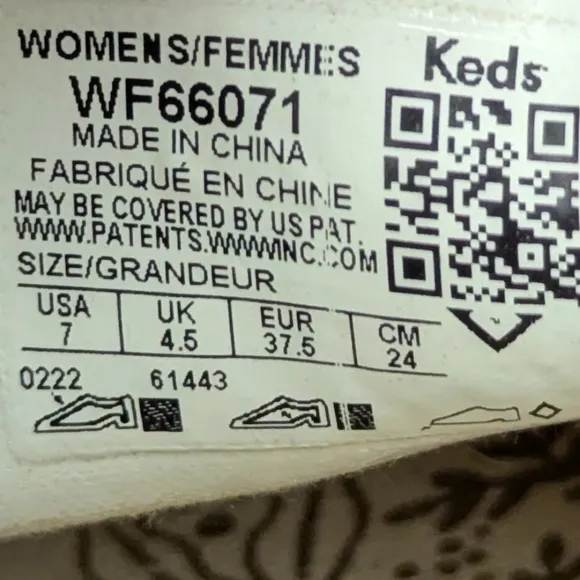 WOMENS/FEMMES
Keds
WF66071
MADE IN CHINA
FABRIQUÉ EN CHINE
MAY BE COVERED BY US PAT.
WWW.PATENTS.WWWINC.COM
SIZE/GRANDEUR
USA UK EUR CM
7 4.5 37.5 24
0222 61443